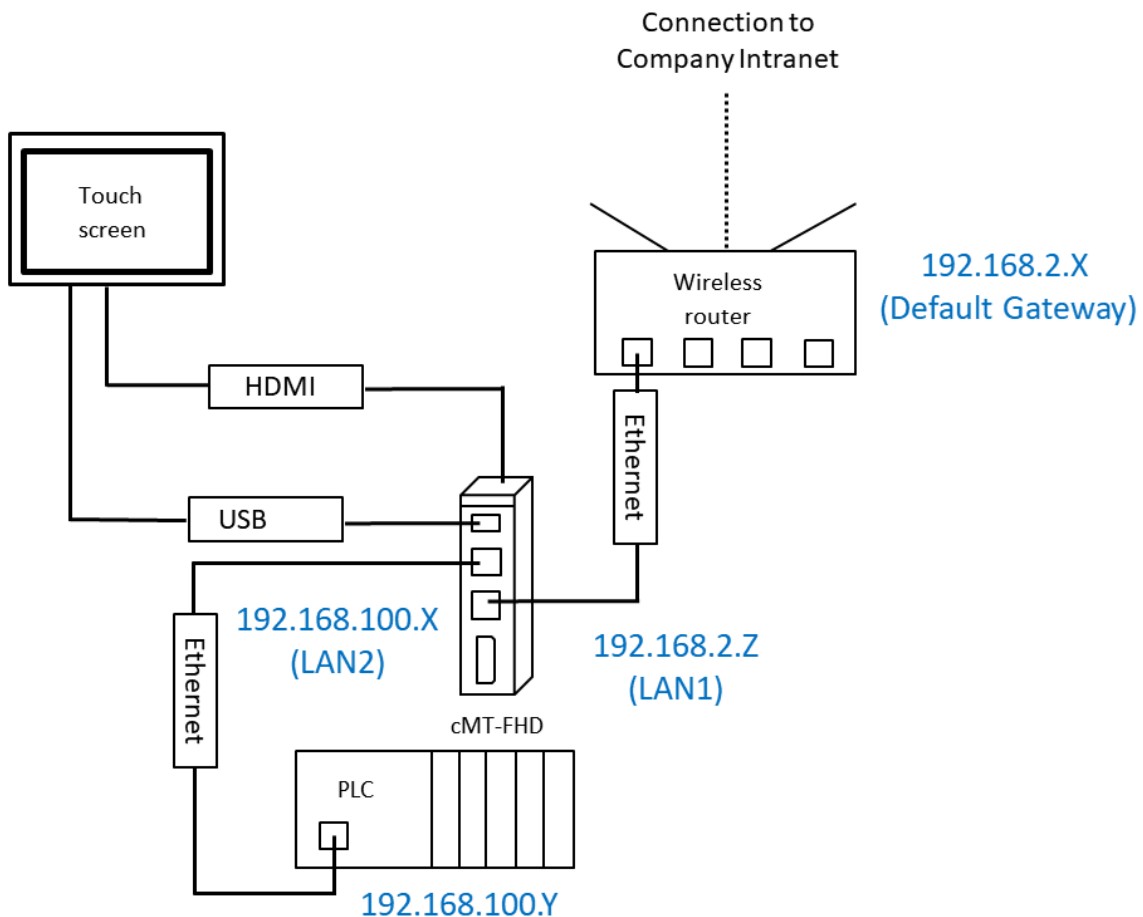 Connection to
Company Intranet
Touch
screen
Wireless
router
192.168.2.X
(Default Gateway)
HDMI
Ethernet
USB
192.168.100.X
(LAN2)
Ethernet
192.168.2.Z
(LAN1)
cMT-FHD
PLC
192.168.100.Y